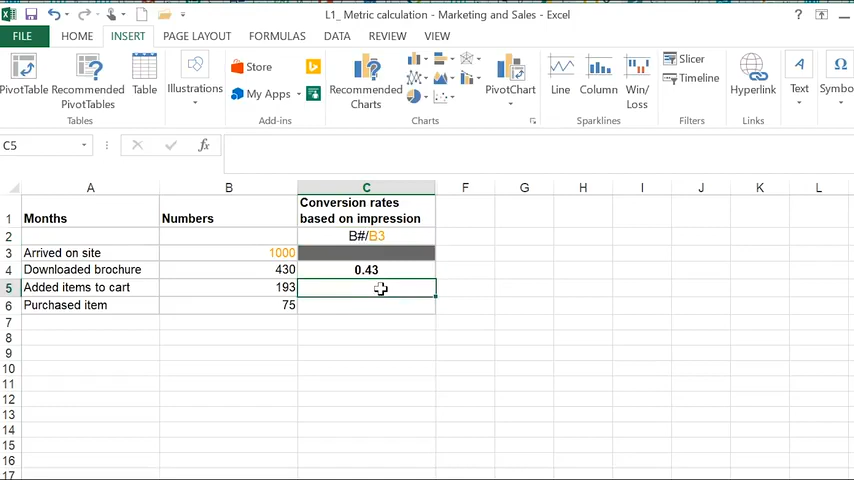 L1_ Metric calculation - Marketing and Sales - Excel
FILE HOME INSERT PAGE LAYOUT FORMULAS DATA REVIEW VIEW
PivotTable
Recommended
PivotTables
Table
Illustrations
Store
My Apps
Recommended
Charts
PivotChart
Line
Column
Win/
Loss
Slicer
Timeline
Hyperlink
Text
Symbo
Tables Add-ins Charts Sparklines Filters Links
C5 fx
A B C F G H I J K L
Conversion rates
1 Months Numbers based on impression
2 B#/B3
3 Arrived on site 1000
4 Downloaded brochure 430 0.43
5 Added items to cart 193
6 Purchased item 75
7
8
9
10
11
12
13
14
15
16
17